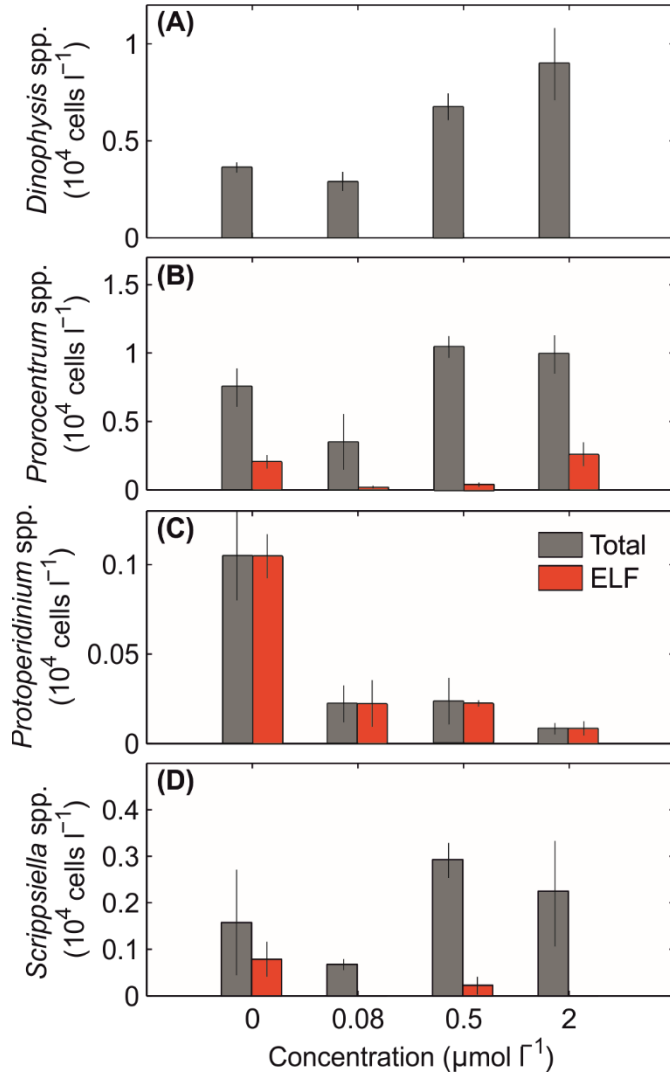 (A)
Dinophysis spp.
(10⁴ cells l⁻¹)
1
0.5
0
(B)
Prorocentrum spp.
(10⁴ cells l⁻¹)
1.5
1
0.5
0
(C)
Protoperidinium spp.
(10⁴ cells l⁻¹)
0.1
0.05
0
Total
ELF
(D)
Scrippsiella spp.
(10⁴ cells l⁻¹)
0.4
0.3
0.2
0.1
0
0 0.08 0.5 2
Concentration (μmol l⁻¹)